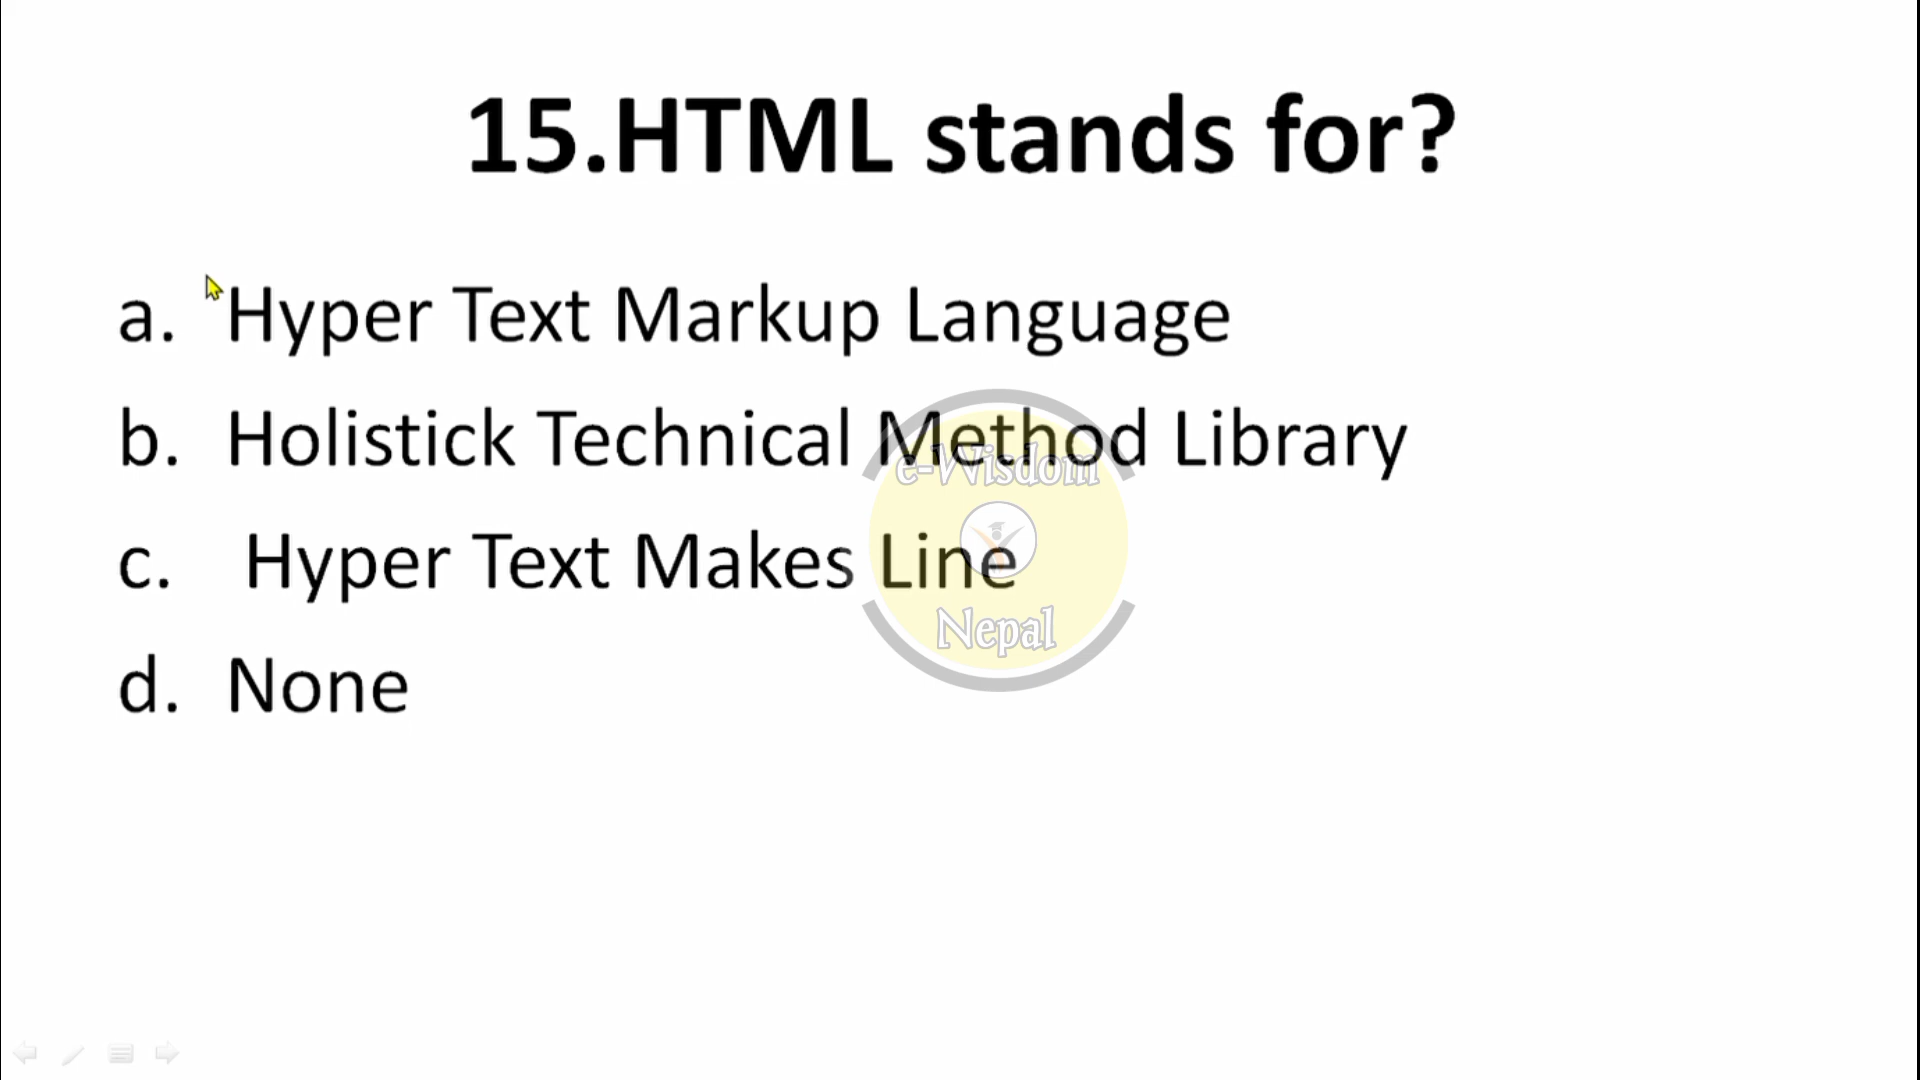 15.HTML stands for?
a. Hyper Text Markup Language
b. Holistick Technical Method Library
c. Hyper Text Makes Line
d. None
e-Wisdom
Nepal